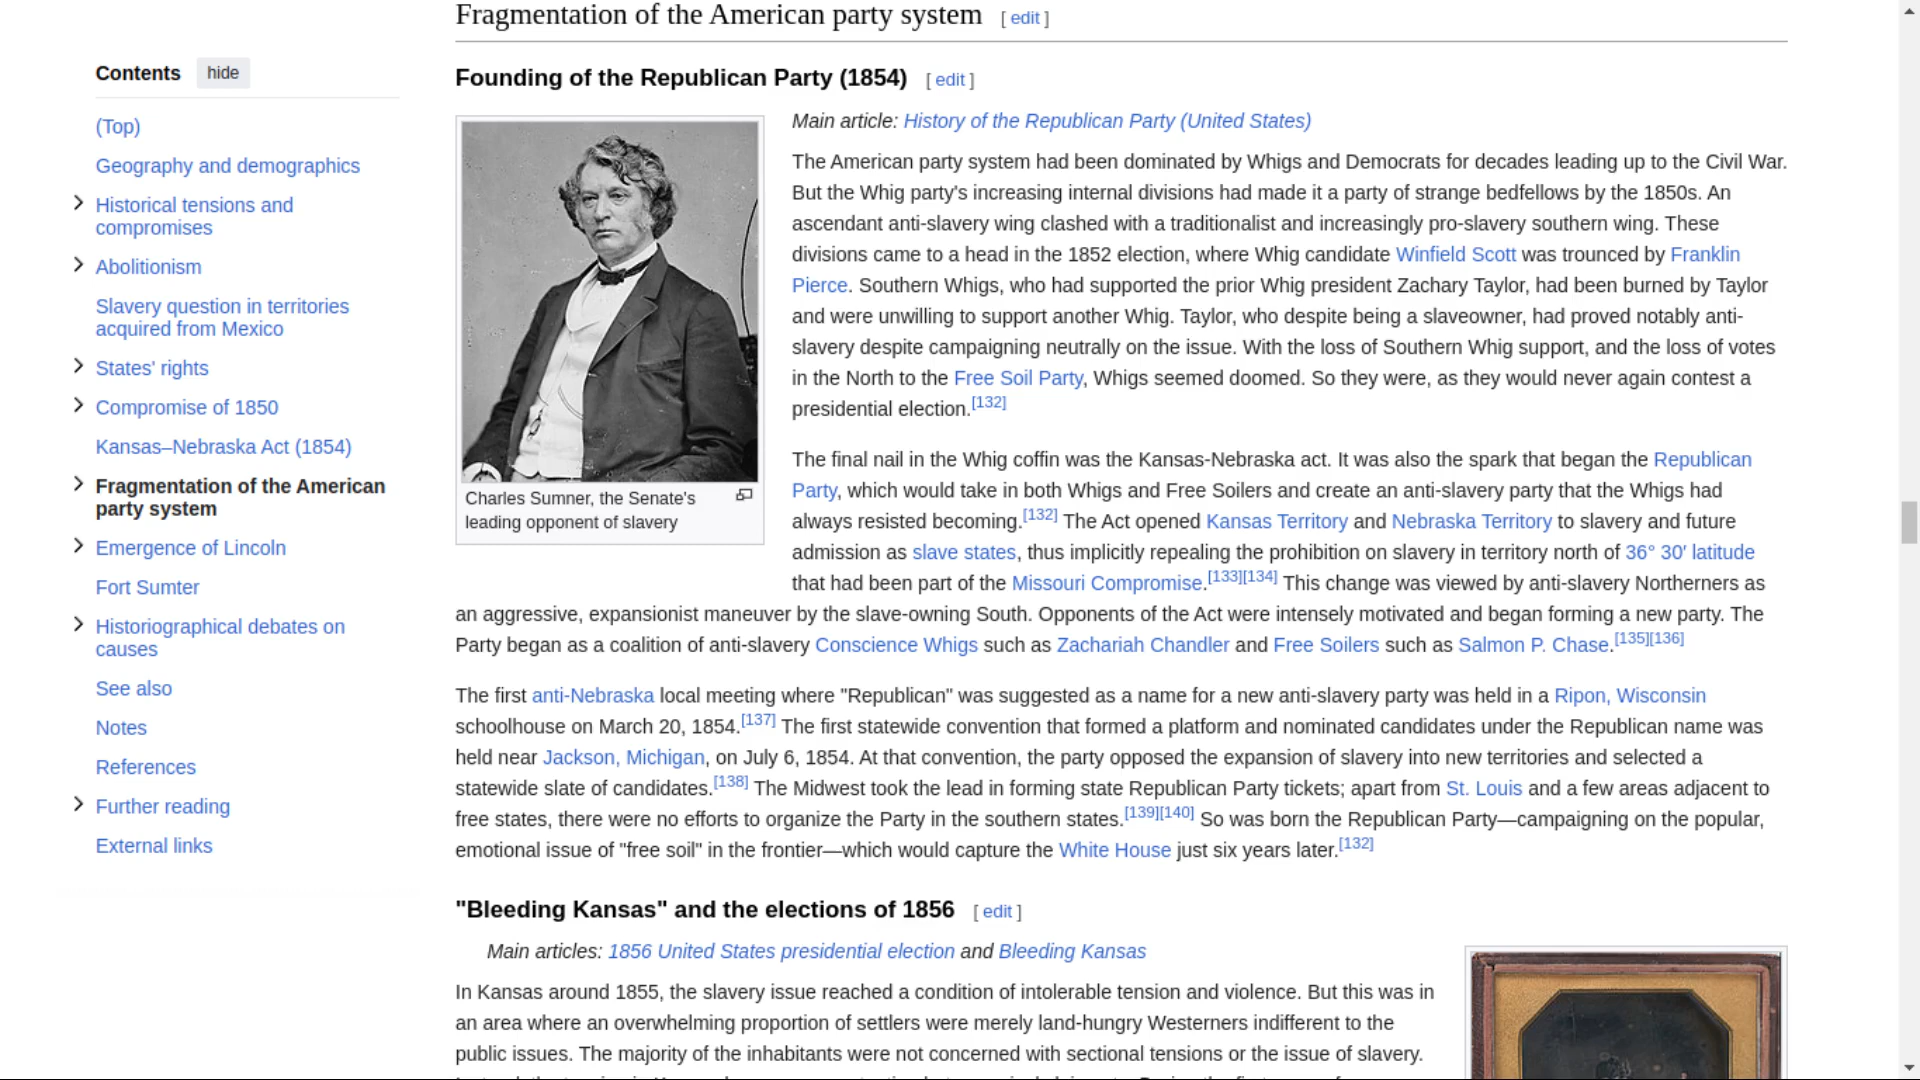 Fragmentation of the American party system [ edit ]
Contents hide
(Top)
Geography and demographics
Historical tensions and
compromises
Abolitionism
Slavery question in territories
acquired from Mexico
States' rights
Compromise of 1850
Kansas–Nebraska Act (1854)
Fragmentation of the American
party system
Emergence of Lincoln
Fort Sumter
Historiographical debates on
causes
See also
Notes
References
Further reading
External links
Founding of the Republican Party (1854) [ edit ]
Charles Sumner, the Senate's
leading opponent of slavery
Main article: History of the Republican Party (United States)
The American party system had been dominated by Whigs and Democrats for decades leading up to the Civil War.
But the Whig party's increasing internal divisions had made it a party of strange bedfellows by the 1850s. An
ascendant anti-slavery wing clashed with a traditionalist and increasingly pro-slavery southern wing. These
divisions came to a head in the 1852 election, where Whig candidate Winfield Scott was trounced by Franklin
Pierce. Southern Whigs, who had supported the prior Whig president Zachary Taylor, had been burned by Taylor
and were unwilling to support another Whig. Taylor, who despite being a slaveowner, had proved notably anti-
slavery despite campaigning neutrally on the issue. With the loss of Southern Whig support, and the loss of votes
in the North to the Free Soil Party, Whigs seemed doomed. So they were, as they would never again contest a
presidential election.[132]
The final nail in the Whig coffin was the Kansas-Nebraska act. It was also the spark that began the Republican
Party, which would take in both Whigs and Free Soilers and create an anti-slavery party that the Whigs had
always resisted becoming.[132] The Act opened Kansas Territory and Nebraska Territory to slavery and future
admission as slave states, thus implicitly repealing the prohibition on slavery in territory north of 36° 30′ latitude
that had been part of the Missouri Compromise.[133][134] This change was viewed by anti-slavery Northerners as
an aggressive, expansionist maneuver by the slave-owning South. Opponents of the Act were intensely motivated and began forming a new party. The
Party began as a coalition of anti-slavery Conscience Whigs such as Zachariah Chandler and Free Soilers such as Salmon P. Chase.[135][136]
The first anti-Nebraska local meeting where "Republican" was suggested as a name for a new anti-slavery party was held in a Ripon, Wisconsin
schoolhouse on March 20, 1854.[137] The first statewide convention that formed a platform and nominated candidates under the Republican name was
held near Jackson, Michigan, on July 6, 1854. At that convention, the party opposed the expansion of slavery into new territories and selected a
statewide slate of candidates.[138] The Midwest took the lead in forming state Republican Party tickets; apart from St. Louis and a few areas adjacent to
free states, there were no efforts to organize the Party in the southern states.[139][140] So was born the Republican Party—campaigning on the popular,
emotional issue of "free soil" in the frontier—which would capture the White House just six years later.[132]
"Bleeding Kansas" and the elections of 1856 [ edit ]
Main articles: 1856 United States presidential election and Bleeding Kansas
In Kansas around 1855, the slavery issue reached a condition of intolerable tension and violence. But this was in
an area where an overwhelming proportion of settlers were merely land-hungry Westerners indifferent to the
public issues. The majority of the inhabitants were not concerned with sectional tensions or the issue of slavery.